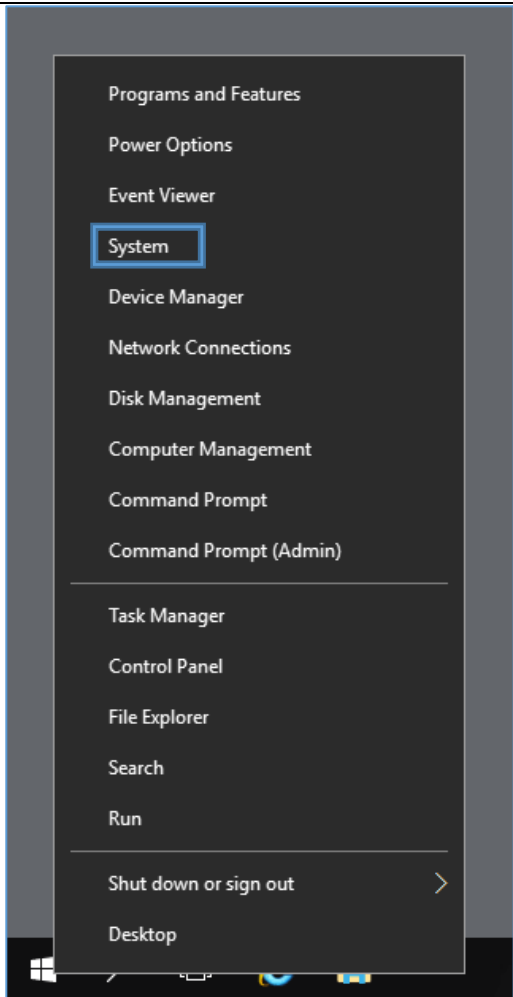 Programs and Features
Power Options
Event Viewer
System
Device Manager
Network Connections
Disk Management
Computer Management
Command Prompt
Command Prompt (Admin)
Task Manager
Control Panel
File Explorer
Search
Run
Shut down or sign out
Desktop